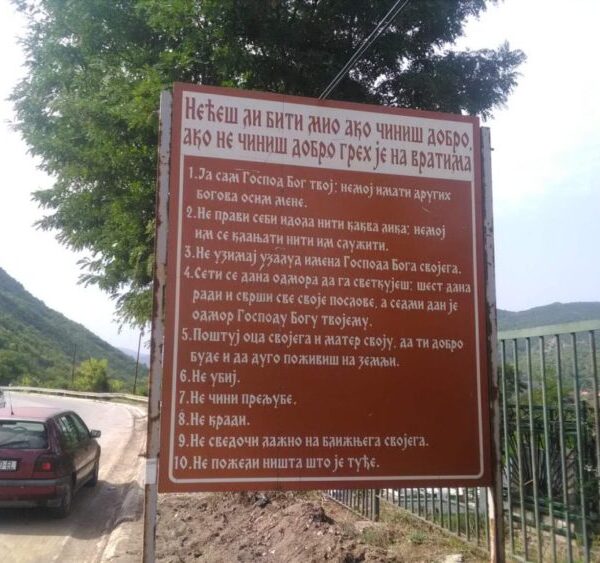 Нећеш ли бити мио ако чиниш добро,
ако не чиниш добро грех је на вратима
1. Ја сам Господ Бог твој; немој имати других
богова осим мене.
2. Не прави себи идола нити каква лика; немој
им се клањати нити им служити.
3. Не узимај узалуд имена Господа Бога својега.
4. Сети се дана одмора да га светкујеш: шест дана
ради и сврши све своје послове, а седми дан је
одмор Господу Богу твојему.
5. Поштуј оца својега и матер своју, да ти добро
буде и да дуго поживиш на земљи.
6. Не убиј.
7. Не чини прељубе.
8. Не кради.
9. Не сведочи лажно на ближњега својега.
10. Не пожели ништа што је туђе.